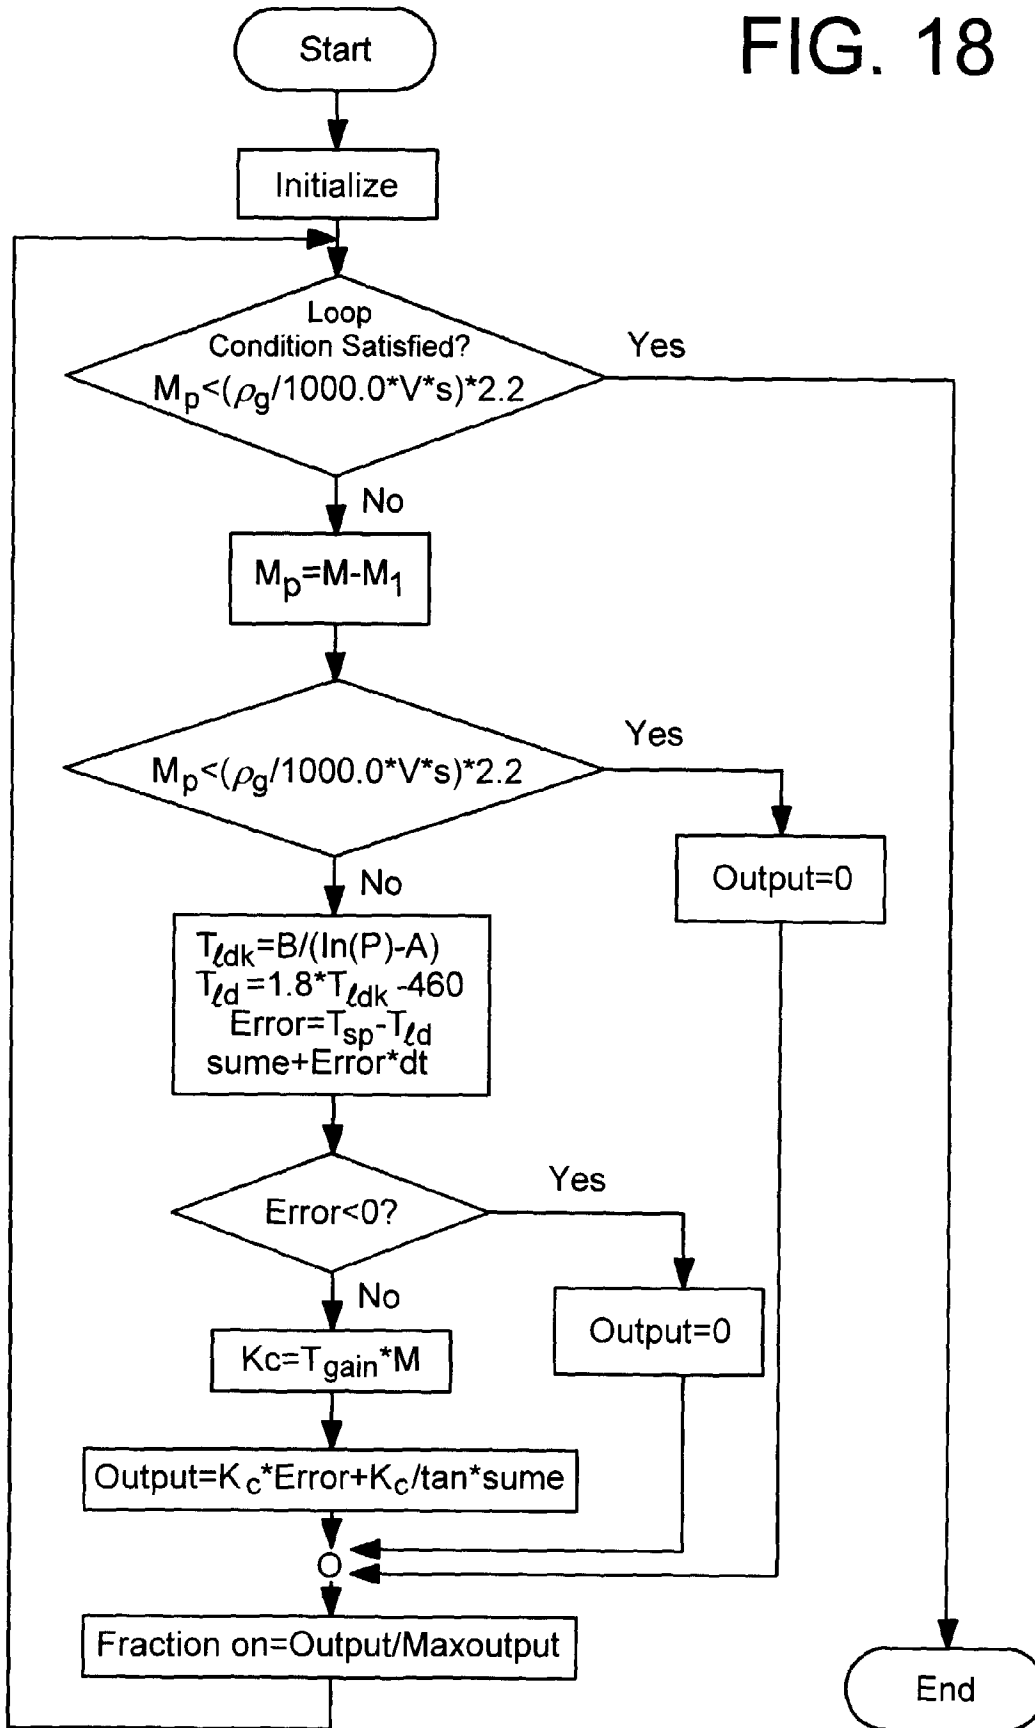 FIG. 18
Start
Initialize
Loop
Condition Satisfied?
Mp<(ρg/1000.0*V*s)*2.2
Yes
No
Mp=M-M1
Mp<(ρg/1000.0*V*s)*2.2
Yes
Output=0
No
Tℓdk=B/(ln(P)-A)
Tℓd=1.8*Tℓdk-460
Error=Tsp-Tℓd
sume+Error*dt
Error<0?
Yes
No
Output=0
Kc=Tgain*M
Output=Kc*Error+Kc/tan*sume
O
Fraction on=Output/Maxoutput
End